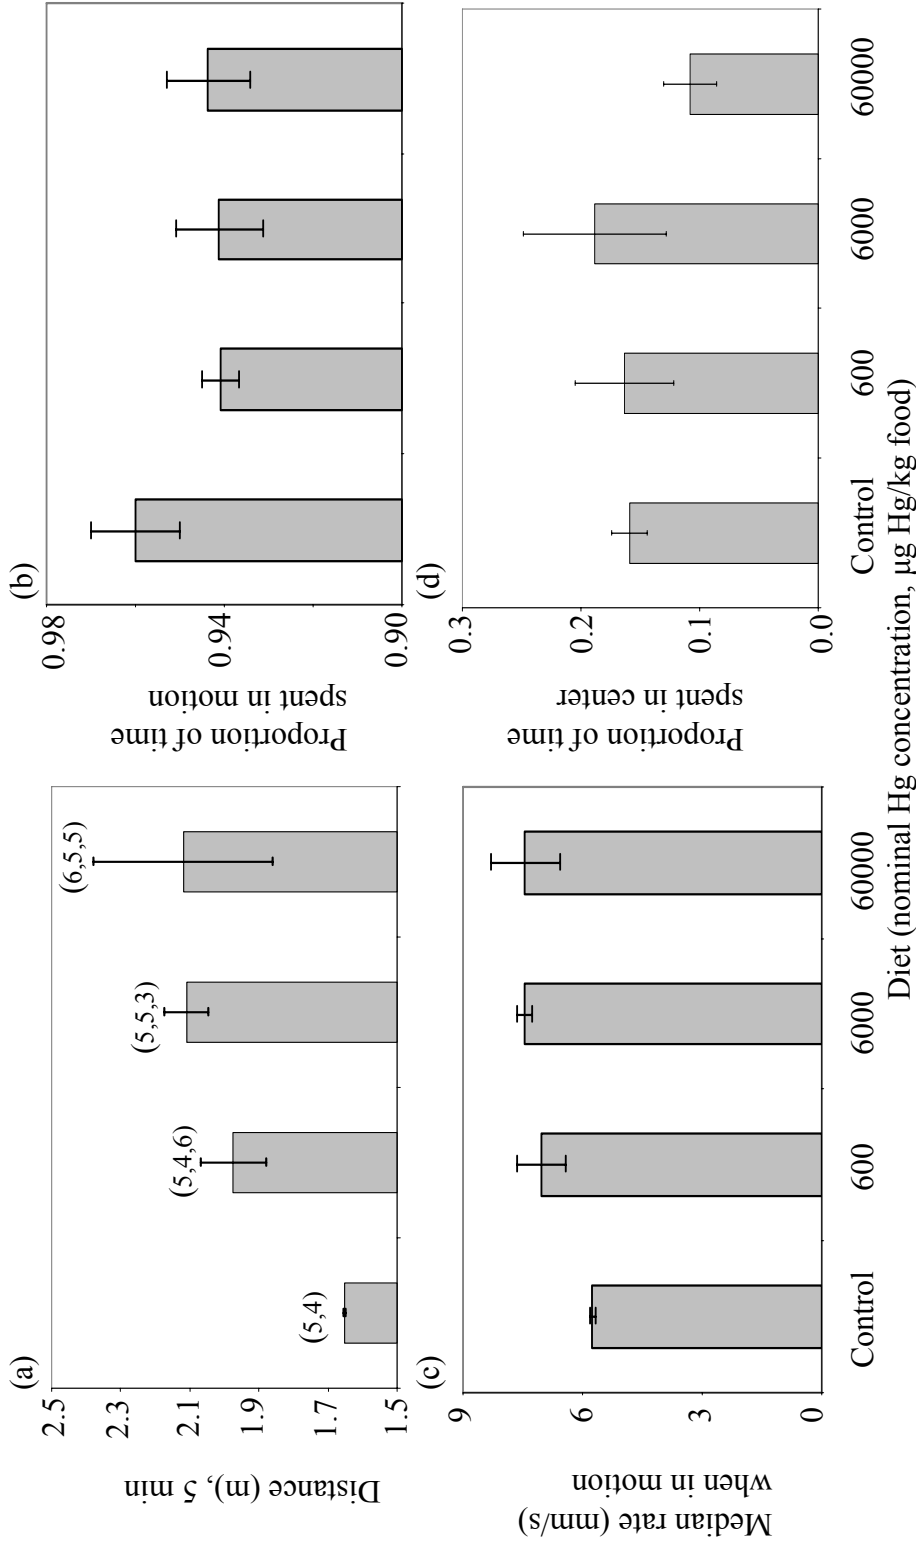 (a)
Distance (m), 5 min
2.5
2.3
2.1
1.9
1.7
1.5
(5,4)
(5,4,6)
(5,5,3)
(6,5,5)
(b)
Proportion of time
spent in motion
0.98
0.94
0.90
(c)
Median rate (mm/s)
when in motion
9
6
3
0
Control
600
6000
60000
(d)
Proportion of time
spent in center
0.3
0.2
0.1
0.0
Control
600
6000
60000
Diet (nominal Hg concentration, µg Hg/kg food)